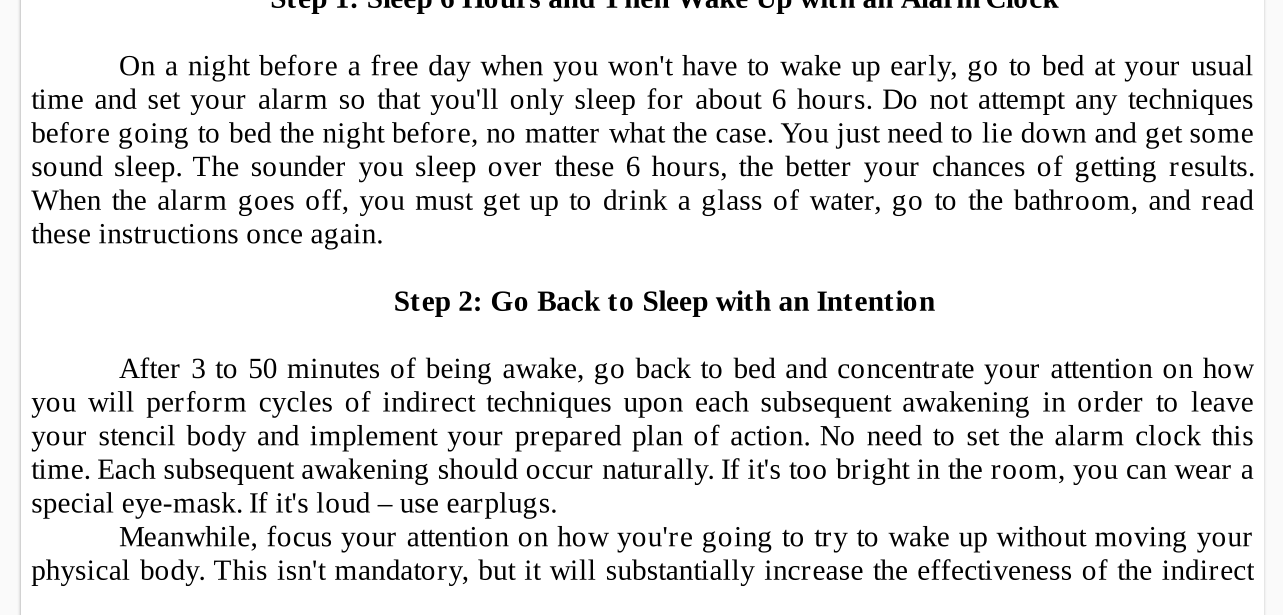 Step 1: Sleep 6 Hours and Then Wake Up with an Alarm Clock
On a night before a free day when you won't have to wake up early, go to bed at your usual
time and set your alarm so that you'll only sleep for about 6 hours. Do not attempt any techniques
before going to bed the night before, no matter what the case. You just need to lie down and get some
sound sleep. The sounder you sleep over these 6 hours, the better your chances of getting results.
When the alarm goes off, you must get up to drink a glass of water, go to the bathroom, and read
these instructions once again.
Step 2: Go Back to Sleep with an Intention
After 3 to 50 minutes of being awake, go back to bed and concentrate your attention on how
you will perform cycles of indirect techniques upon each subsequent awakening in order to leave
your stencil body and implement your prepared plan of action. No need to set the alarm clock this
time. Each subsequent awakening should occur naturally. If it's too bright in the room, you can wear a
special eye-mask. If it's loud – use earplugs.
Meanwhile, focus your attention on how you're going to try to wake up without moving your
physical body. This isn't mandatory, but it will substantially increase the effectiveness of the indirect